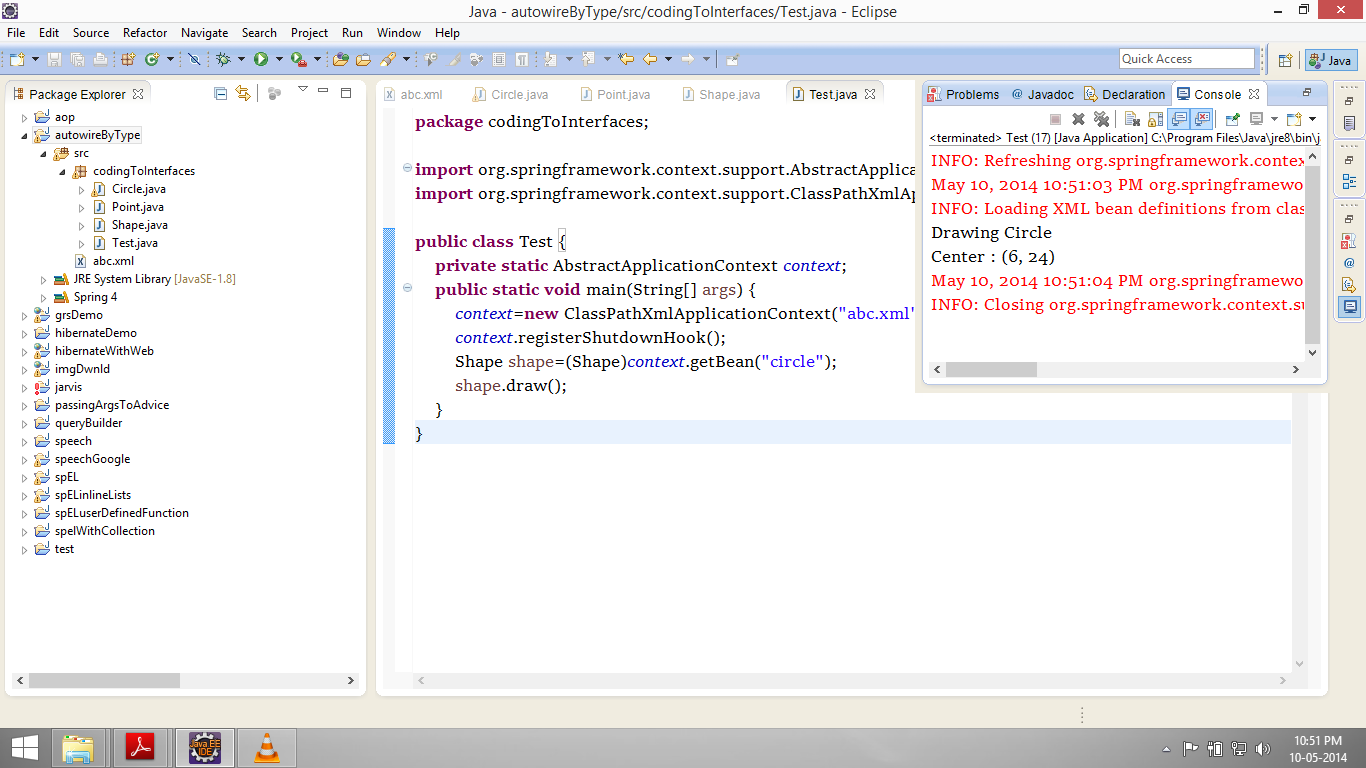 Java - autowireByType/src/codingToInterfaces/Test.java - Eclipse
File Edit Source Refactor Navigate Search Project Run Window Help
Quick Access
Java
Package Explorer
aop
autowireByType
src
codingToInterfaces
Circle.java
Point.java
Shape.java
Test.java
abc.xml
JRE System Library [JavaSE-1.8]
Spring 4
grsDemo
hibernateDemo
hibernateWithWeb
imgDwnld
jarvis
passingArgsToAdvice
queryBuilder
speech
speechGoogle
spEL
spELinlineLists
spELuserDefinedFunction
spelWithCollection
test
abc.xml Circle.java Point.java Shape.java Test.java
package codingToInterfaces;
import org.springframework.context.support.AbstractApplica
import org.springframework.context.support.ClassPathXmlAp
public class Test {
private static AbstractApplicationContext context;
public static void main(String[] args) {
context=new ClassPathXmlApplicationContext("abc.xml"
context.registerShutdownHook();
Shape shape=(Shape)context.getBean("circle");
shape.draw();
}
}
Problems @ Javadoc Declaration Console
<terminated> Test (17) [Java Application] C:\Program Files\Java\jre8\bin\j
INFO: Refreshing org.springframework.contex
May 10, 2014 10:51:03 PM org.springframewo
INFO: Loading XML bean definitions from clas
Drawing Circle
Center : (6, 24)
May 10, 2014 10:51:04 PM org.springframewo
INFO: Closing org.springframework.context.su
Java EE
IDE
10:51 PM
10-05-2014